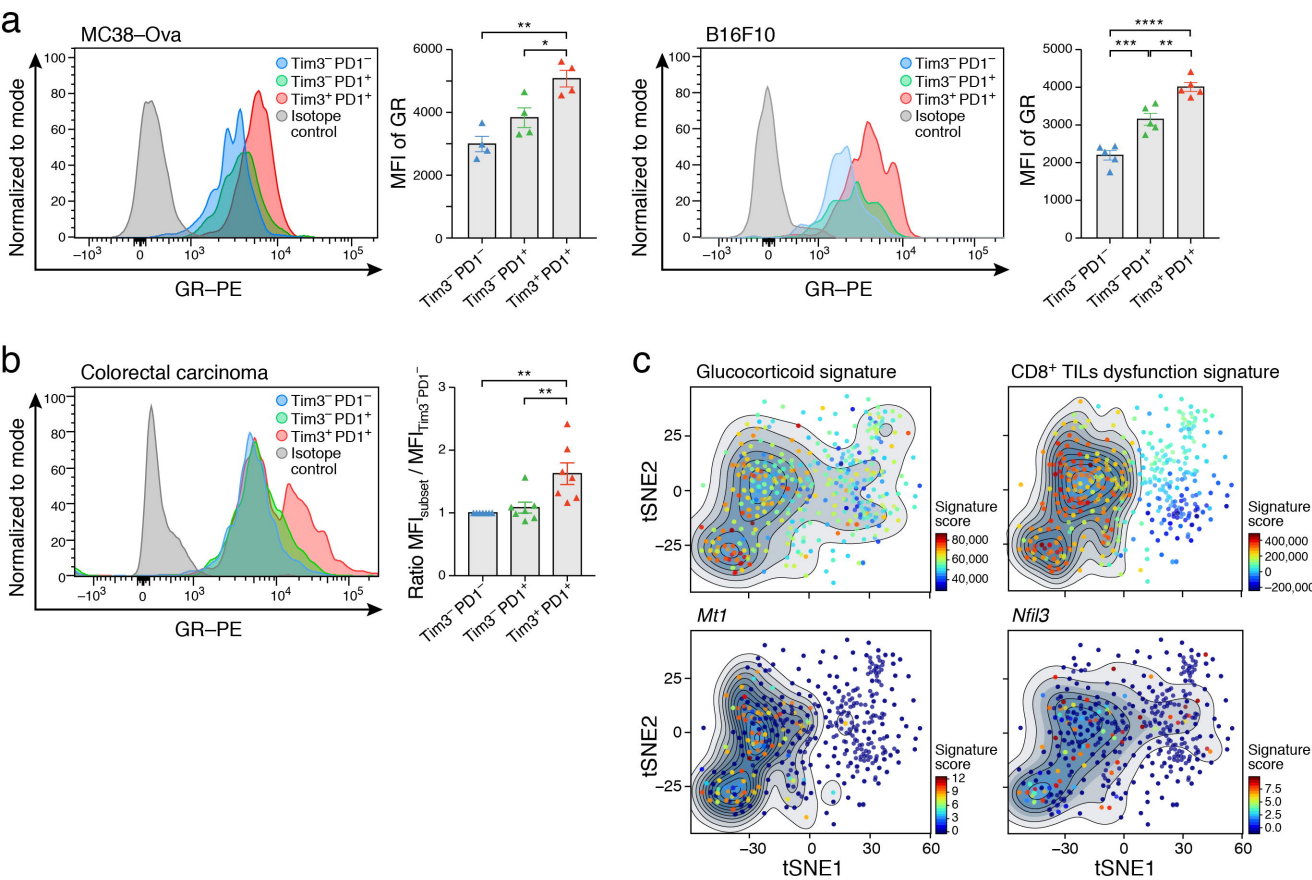 a
MC38–Ova
Normalized to mode
100
80
60
40
20
0
–10³
0
10³
10⁴
10⁵
GR–PE
Tim3⁻ PD1⁻
Tim3⁻ PD1⁺
Tim3⁺ PD1⁺
Isotope
control
MFI of GR
6000
4000
2000
0
**
*
Tim3⁻ PD1⁻
Tim3⁻ PD1⁺
Tim3⁺ PD1⁺
B16F10
Normalized to mode
100
80
60
40
20
0
–10³
0
10³
10⁴
10⁵
GR–PE
Tim3⁻ PD1⁻
Tim3⁻ PD1⁺
Tim3⁺ PD1⁺
Isotope
control
MFI of GR
5000
4000
3000
2000
1000
0
****
*** **
Tim3⁻ PD1⁻
Tim3⁻ PD1⁺
Tim3⁺ PD1⁺
b
Colorectal carcinoma
Normalized to mode
100
80
60
40
20
0
–10³
0
10³
10⁴
10⁵
GR–PE
Tim3⁻ PD1⁻
Tim3⁻ PD1⁺
Tim3⁺ PD1⁺
Isotope
control
Ratio MFIsubset / MFITim3⁻PD1⁻
3
2
1
0
**
**
Tim3⁻ PD1⁻
Tim3⁻ PD1⁺
Tim3⁺ PD1⁺
c
Glucocorticoid signature
tSNE2
25
0
–25
Signature
score
80,000
60,000
40,000
CD8⁺ TILs dysfunction signature
Signature
score
400,000
200,000
0
–200,000
Mt1
tSNE2
25
0
–25
–30
0
30
60
tSNE1
Signature
score
12
9
6
3
0
Nfil3
–30
0
30
60
tSNE1
Signature
score
7.5
5.0
2.5
0.0